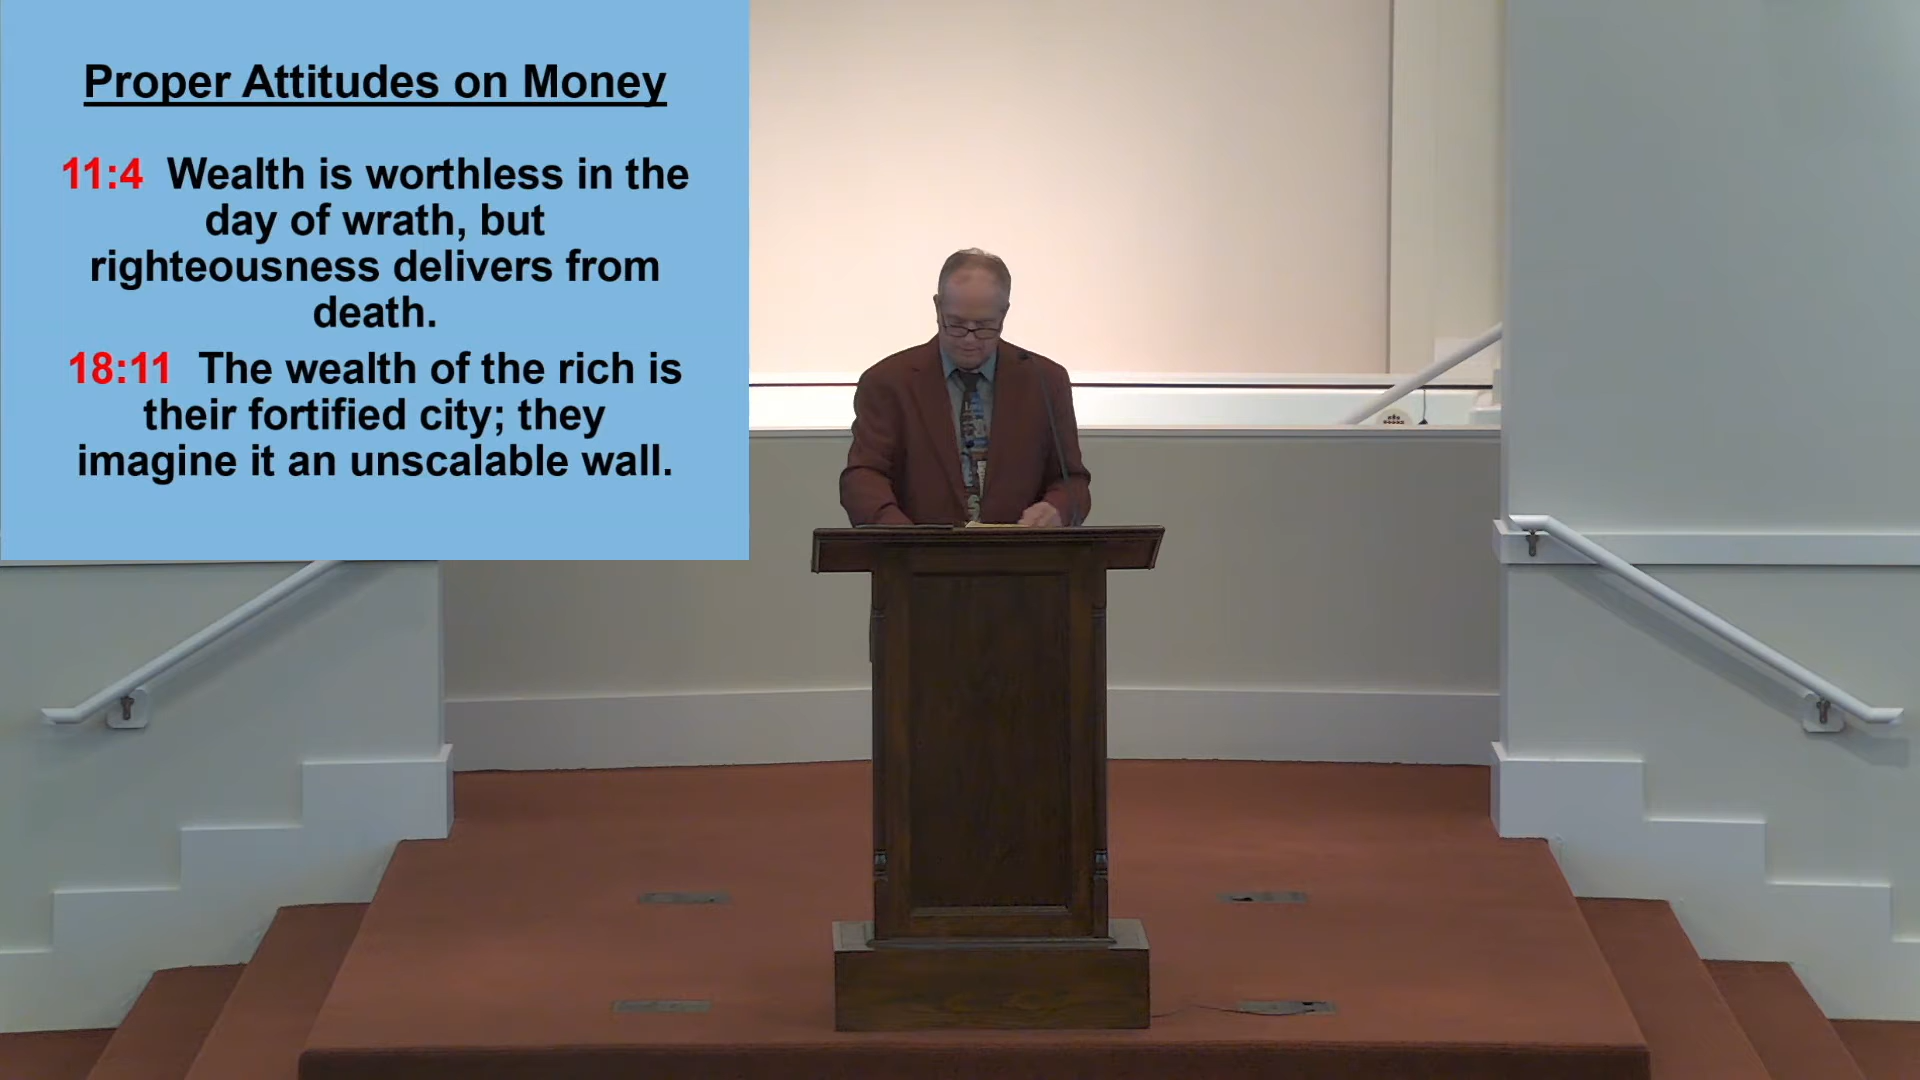 Proper Attitudes on Money
11:4 Wealth is worthless in the
day of wrath, but
righteousness delivers from
death.
18:11 The wealth of the rich is
their fortified city; they
imagine it an unscalable wall.